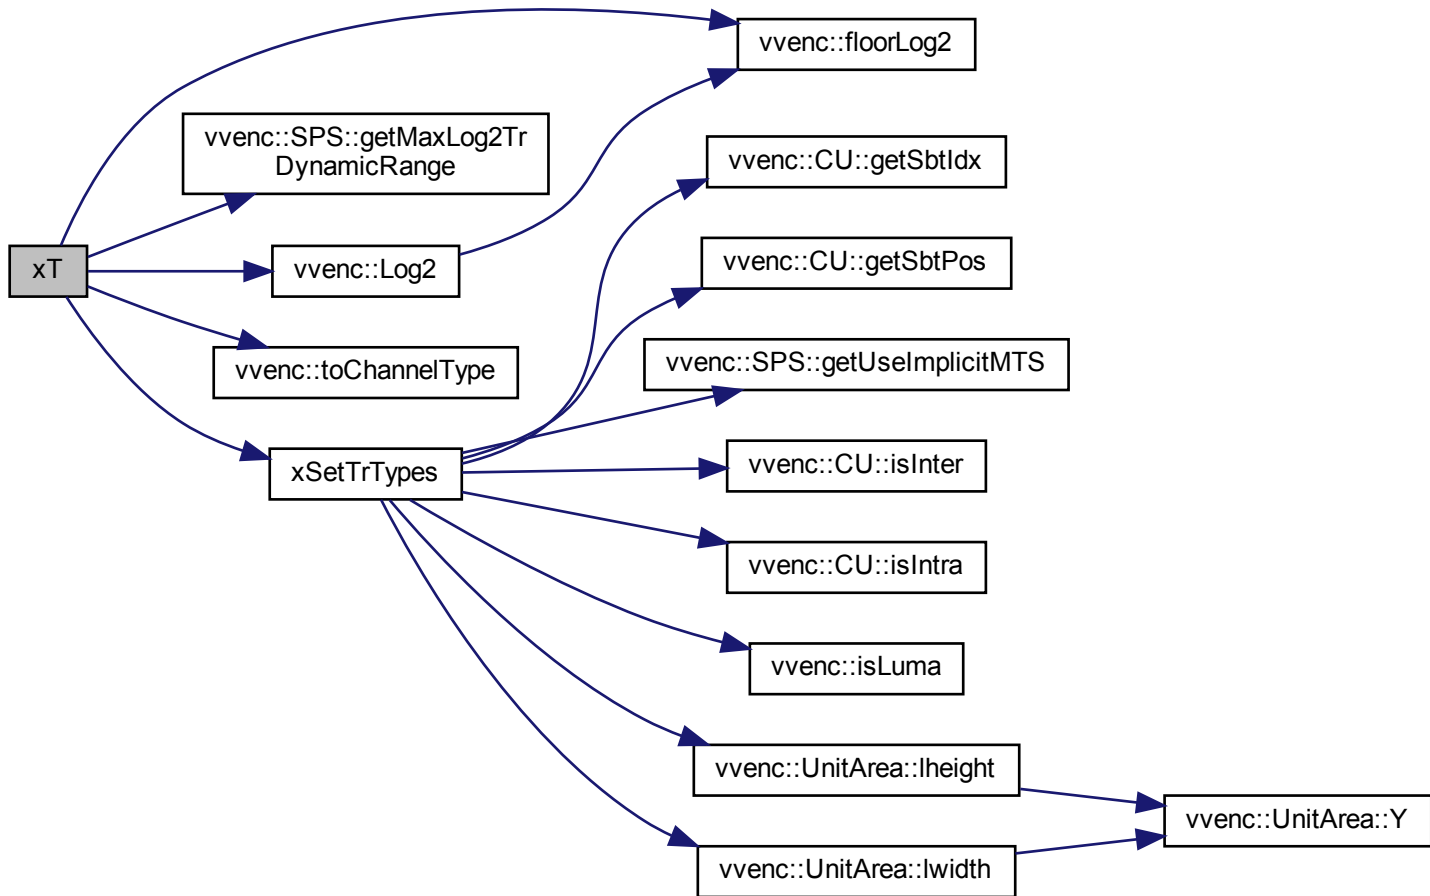 vvenc::floorLog2
vvenc::SPS::getMaxLog2Tr
DynamicRange
vvenc::CU::getSbtIdx
xT
vvenc::Log2
vvenc::CU::getSbtPos
vvenc::toChannelType
vvenc::SPS::getUseImplicitMTS
xSetTrTypes
vvenc::CU::isInter
vvenc::CU::isIntra
vvenc::isLuma
vvenc::UnitArea::lheight
vvenc::UnitArea::Y
vvenc::UnitArea::lwidth